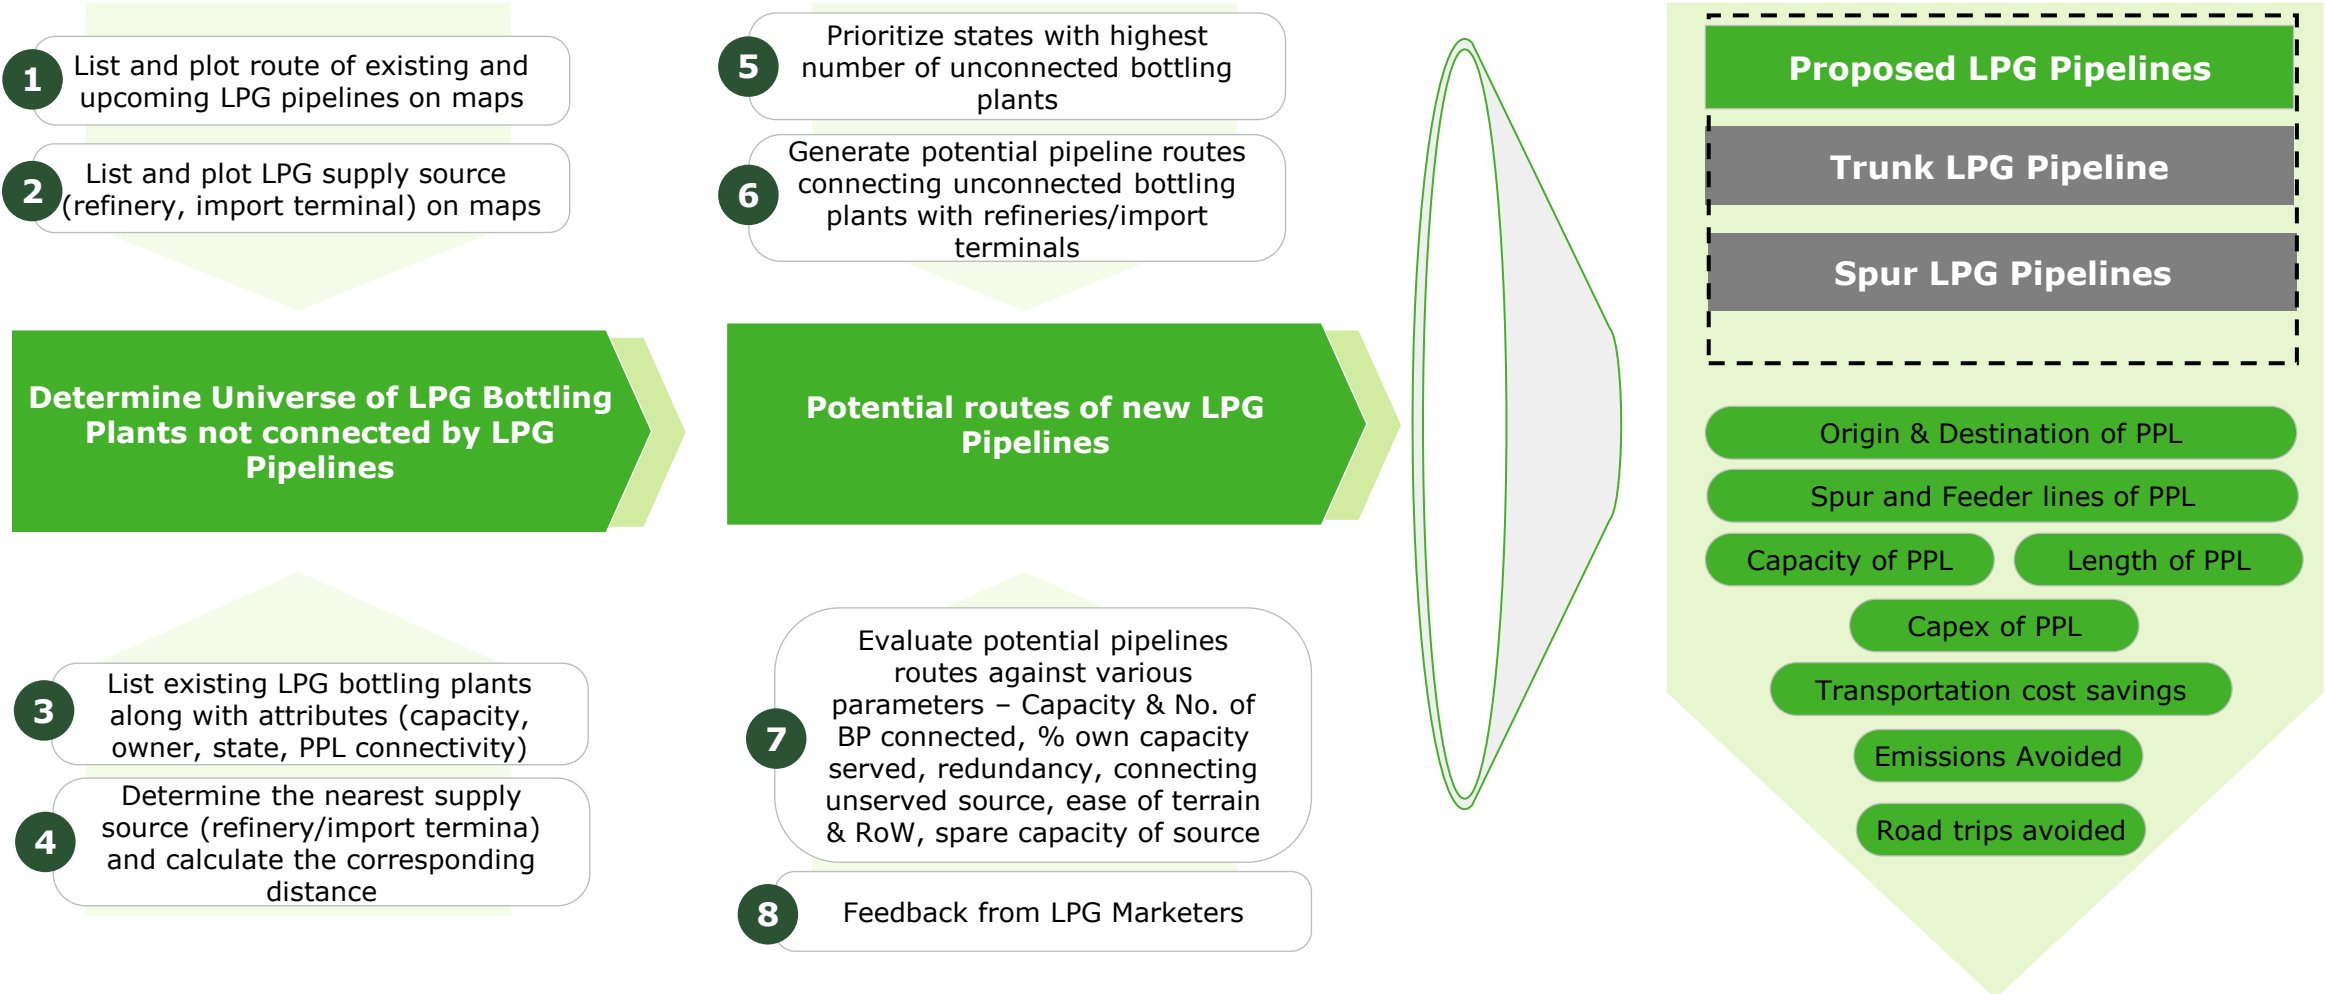 1
List and plot route of existing and
upcoming LPG pipelines on maps
2
List and plot LPG supply source
(refinery, import terminal) on maps
Determine Universe of LPG Bottling
Plants not connected by LPG
Pipelines
3
List existing LPG bottling plants
along with attributes (capacity,
owner, state, PPL connectivity)
4
Determine the nearest supply
source (refinery/import termina)
and calculate the corresponding
distance
5
Prioritize states with highest
number of unconnected bottling
plants
6
Generate potential pipeline routes
connecting unconnected bottling
plants with refineries/import
terminals
Potential routes of new LPG
Pipelines
7
Evaluate potential pipelines
routes against various
parameters – Capacity & No. of
BP connected, % own capacity
served, redundancy, connecting
unserved source, ease of terrain
& RoW, spare capacity of source
8
Feedback from LPG Marketers
Proposed LPG Pipelines
Trunk LPG Pipeline
Spur LPG Pipelines
Origin & Destination of PPL
Spur and Feeder lines of PPL
Capacity of PPL
Length of PPL
Capex of PPL
Transportation cost savings
Emissions Avoided
Road trips avoided